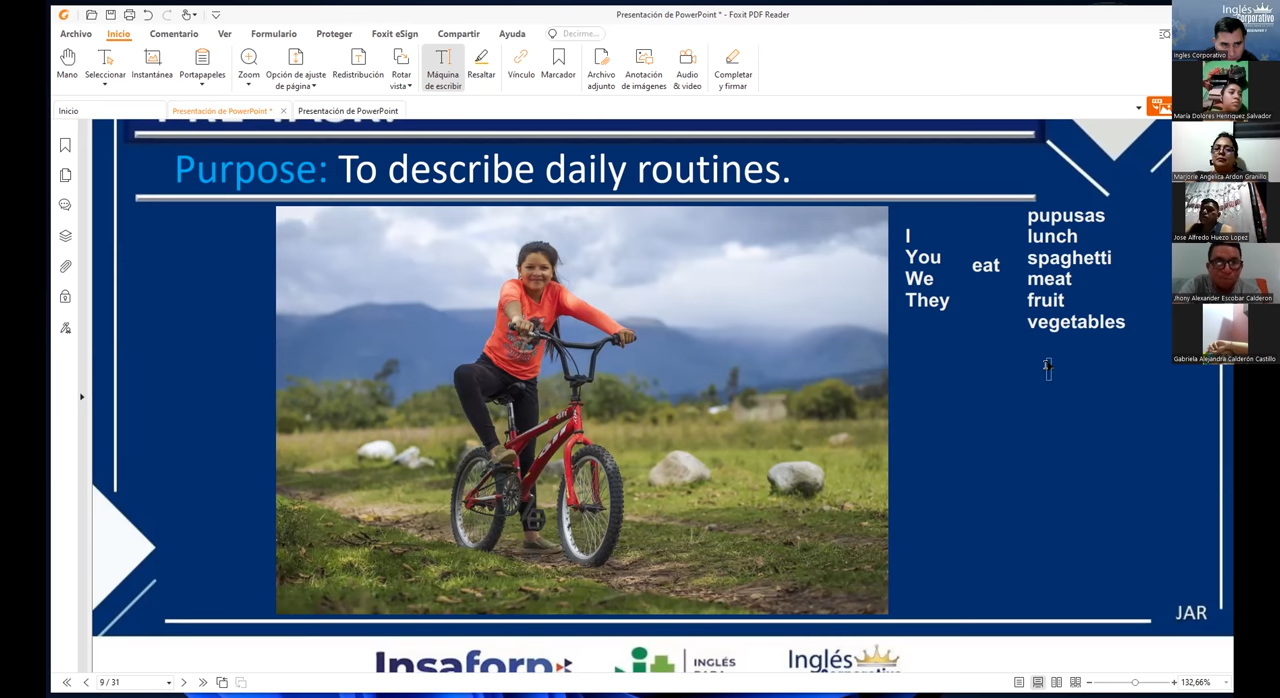 Presentación de PowerPoint * - Foxit PDF Reader
Archivo Inicio Comentario Ver Formulario Proteger Foxit eSign Compartir Ayuda Decirme...
Mano Seleccionar Instantánea Portapapeles Zoom Opción de ajuste de página Redistribución Rotar vista Máquina de escribir Resaltar Vínculo Marcador Archivo adjunto Anotación de imágenes Audio & video Completar y firmar
Inicio Presentación de PowerPoint * Presentación de PowerPoint
Purpose: To describe daily routines.
I
You
We
They
eat
pupusas
lunch
spaghetti
meat
fruit
vegetables
JAR
Insaforp
INGLÉS
Inglés
9 / 31
132,66%
Inglés
Corporativo
Ingles Corporativo
María Dolores Henriquez Salvador
Marjorie Angelica Ardon Granillo
Jose Alfredo Huezo Lopez
Jhony Alexander Escobar Calderon
Gabriela Alejandra Calderón Castillo